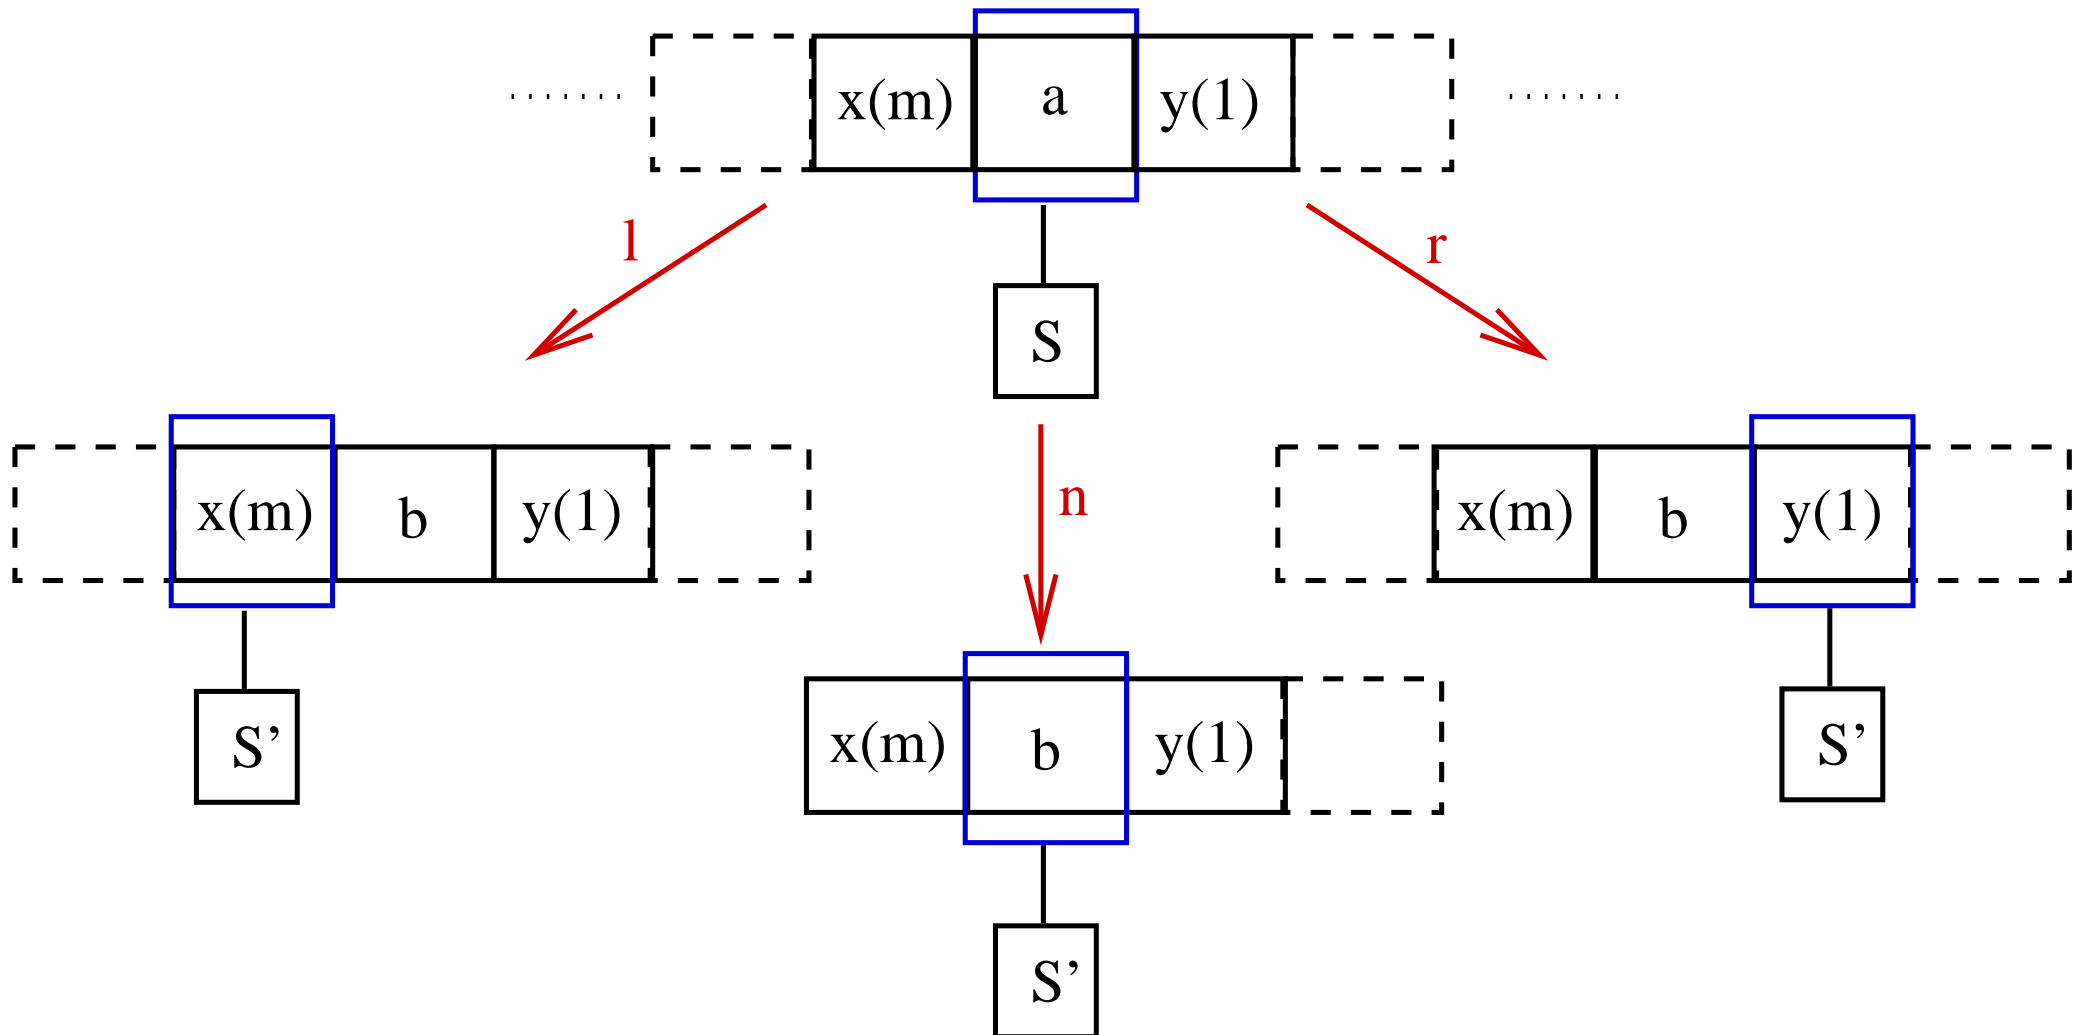 ....... x(m) a y(1) .......
l r
S
x(m) b y(1) n x(m) b y(1)
S' x(m) b y(1) S'
S'